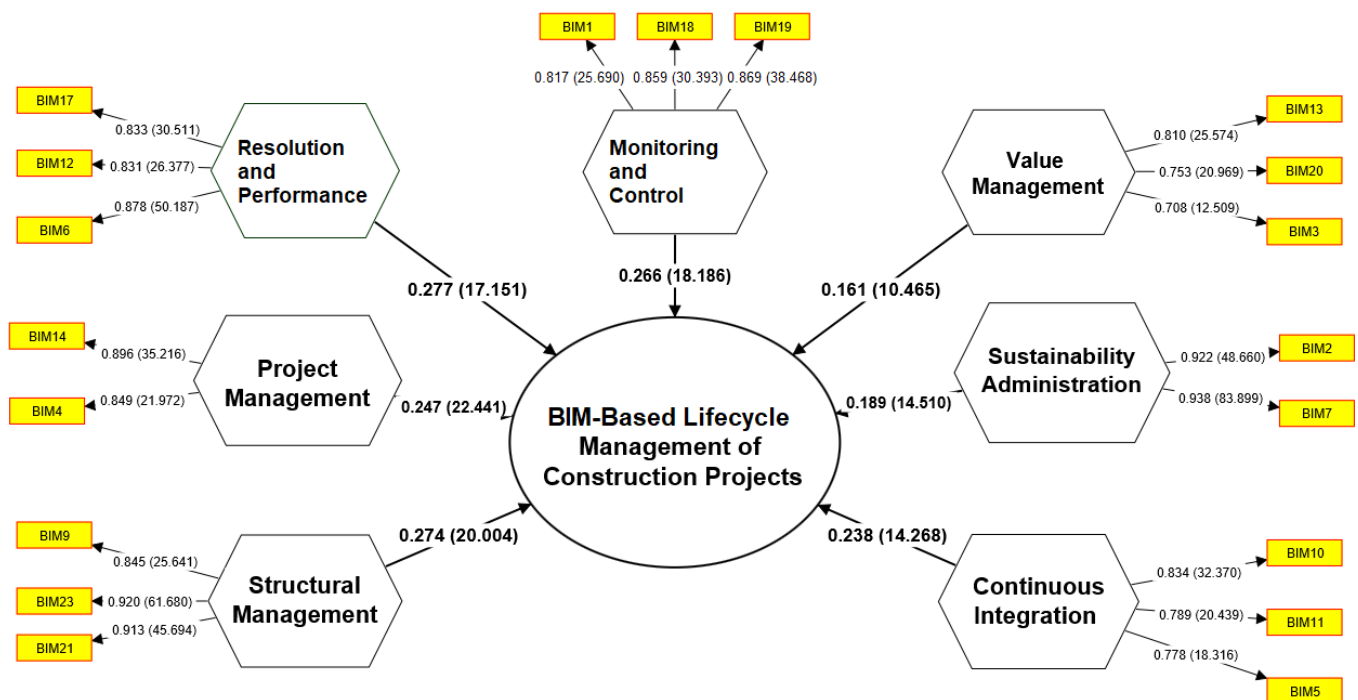 BIM1
BIM18
BIM19
0.817 (25.690)
0.859 (30.393)
0.869 (38.468)
BIM17
BIM12
BIM6
0.833 (30.511)
0.831 (26.377)
0.878 (50.187)
Resolution
and
Performance
Monitoring
and
Control
Value
Management
0.810 (25.574)
0.753 (20.969)
0.708 (12.509)
BIM13
BIM20
BIM3
0.277 (17.151)
0.266 (18.186)
0.161 (10.465)
BIM14
BIM4
0.896 (35.216)
0.849 (21.972)
Project
Management
0.247 (22.441)
BIM-Based Lifecycle
Management of
Construction Projects
0.189 (14.510)
Sustainability
Administration
0.922 (48.660)
0.938 (83.899)
BIM2
BIM7
BIM9
BIM23
BIM21
0.845 (25.641)
0.920 (61.680)
0.913 (45.694)
Structural
Management
0.274 (20.004)
0.238 (14.268)
Continuous
Integration
0.834 (32.370)
0.789 (20.439)
0.778 (18.316)
BIM10
BIM11
BIM5